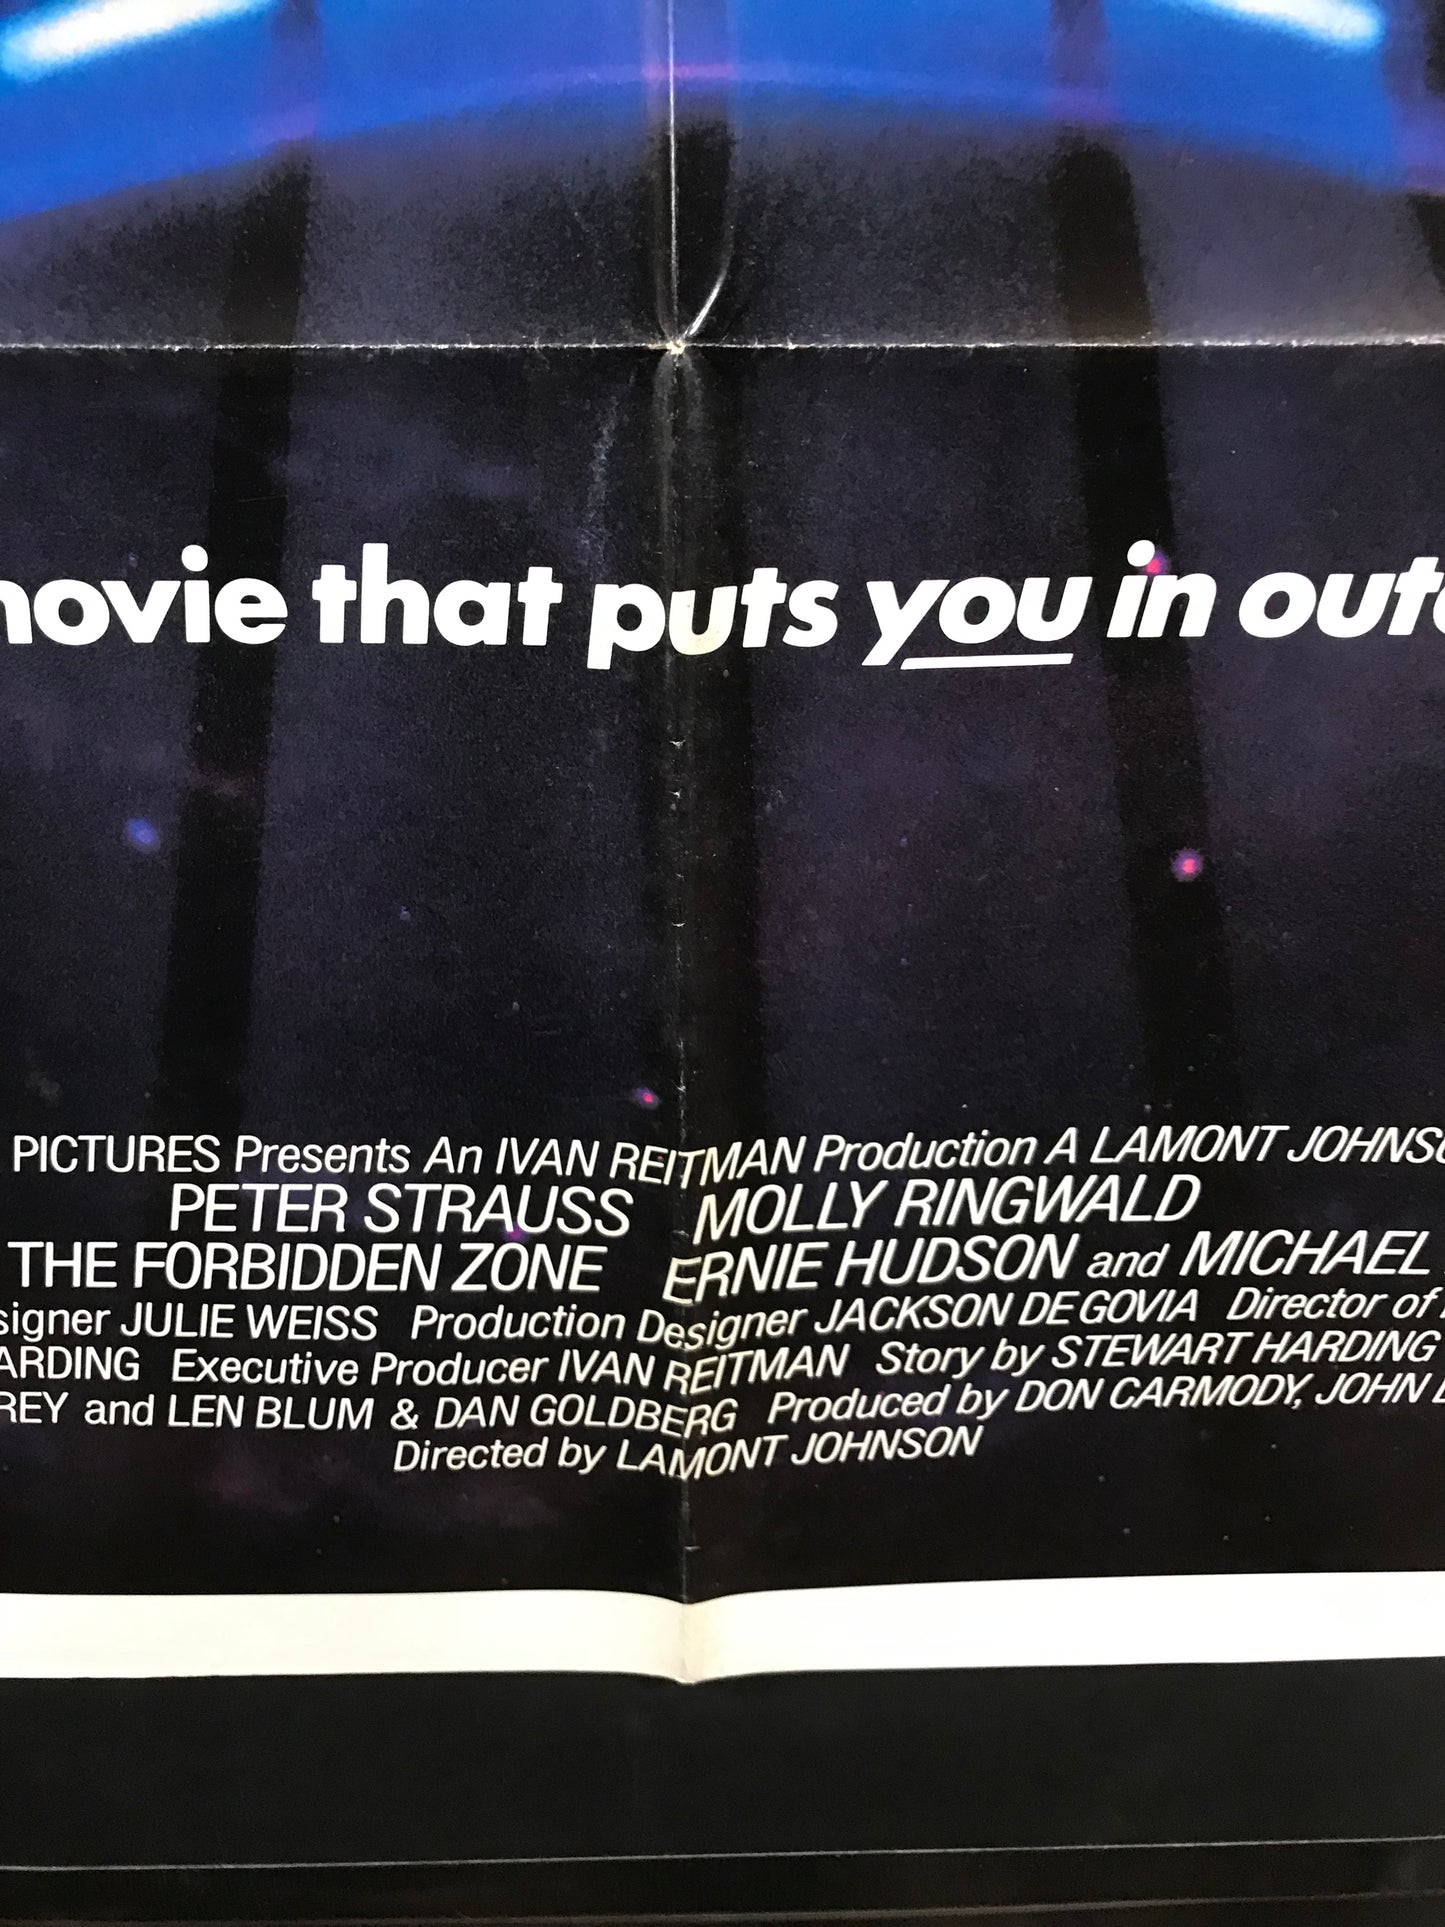 movie that puts you in oute
PICTURES Presents An IVAN REITMAN Production A LAMONT JOHNSO
PETER STRAUSS MOLLY RINGWALD
THE FORBIDDEN ZONE ERNIE HUDSON and MICHAEL
signer JULIE WEISS Production Designer JACKSON DE GOVIA Director of
ARDING Executive Producer IVAN REITMAN Story by STEWART HARDING
REY and LEN BLUM & DAN GOLDBERG Produced by DON CARMODY, JOHN
Directed by LAMONT JOHNSON